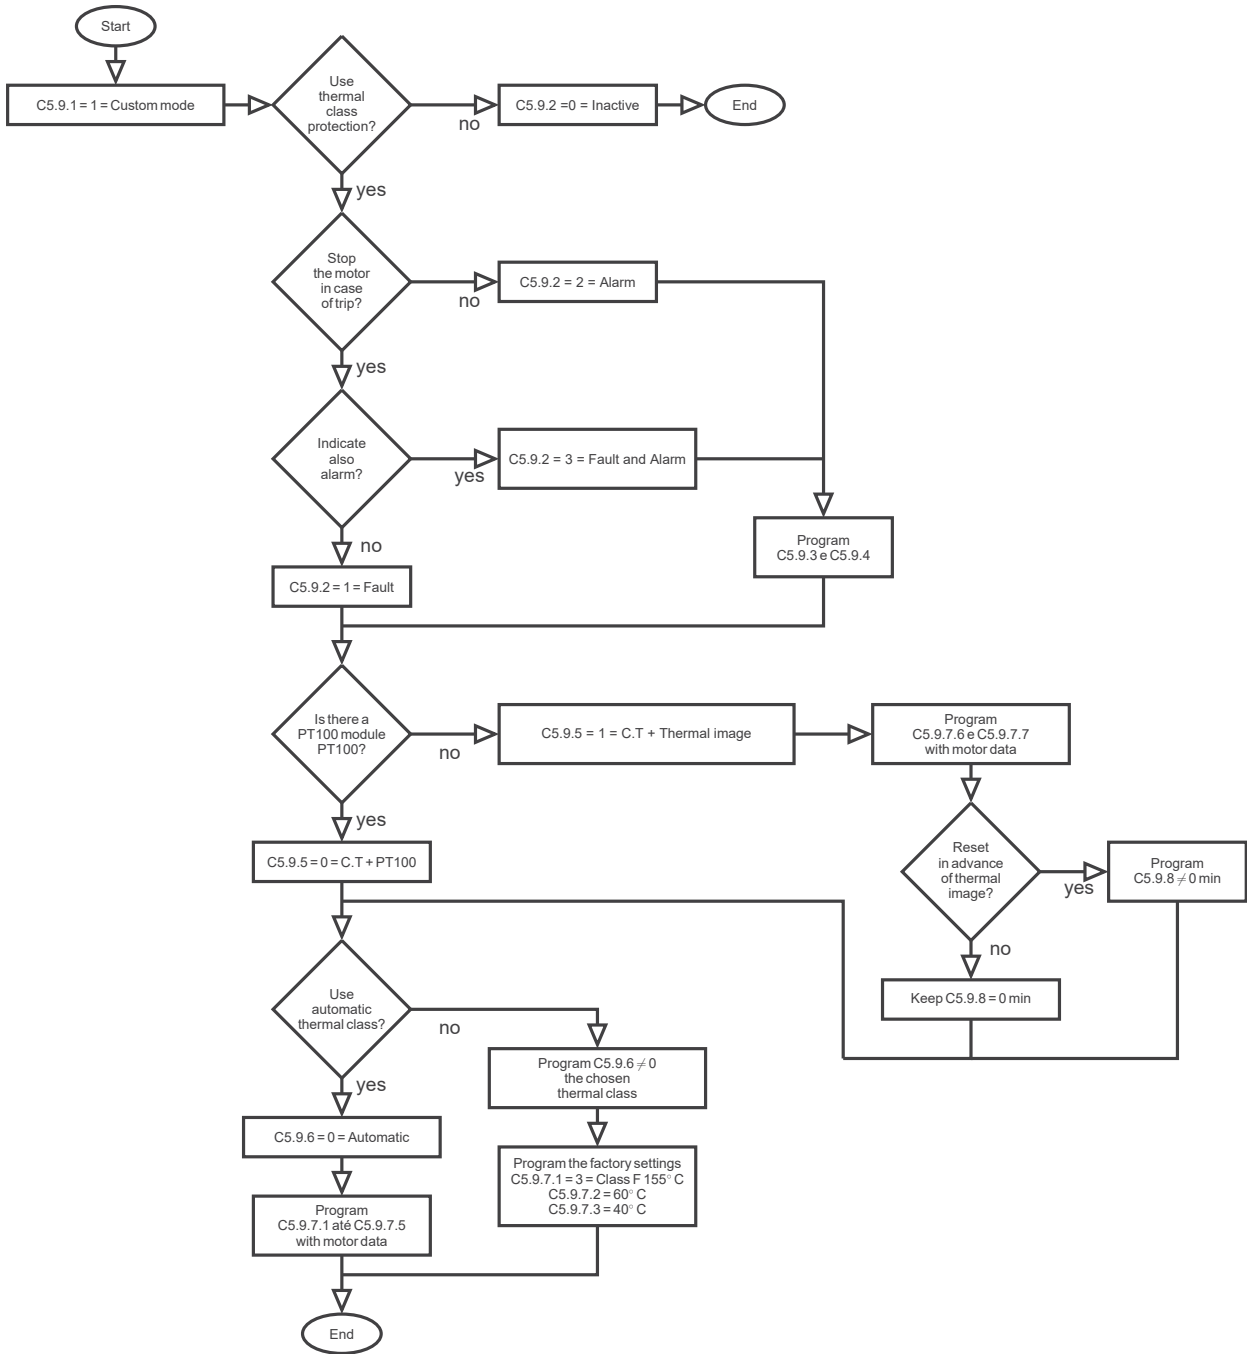 Start
C5.9.1 = 1 = Custom mode
Use
thermal
class
protection?
no
C5.9.2 =0 = Inactive
End
yes
Stop
the motor
in case
of trip?
no
C5.9.2 = 2 = Alarm
yes
Indicate
also
alarm?
yes
C5.9.2 = 3 = Fault and Alarm
no
Program
C5.9.3 e C5.9.4
C5.9.2 = 1 = Fault
Is there a
PT100 module
PT100?
no
C5.9.5 = 1 = C.T + Thermal image
Program
C5.9.7.6 e C5.9.7.7
with motor data
yes
C5.9.5 = 0 = C.T + PT100
Reset
in advance
of thermal
image?
yes
Program
C5.9.8 ≠ 0 min
no
Keep C5.9.8 = 0 min
Use
automatic
thermal class?
no
Program C5.9.6 ≠ 0
the chosen
thermal class
yes
C5.9.6 = 0 = Automatic
Program the factory settings
C5.9.7.1 = 3 = Class F 155° C
C5.9.7.2 = 60° C
C5.9.7.3 = 40° C
Program
C5.9.7.1 até C5.9.7.5
with motor data
End